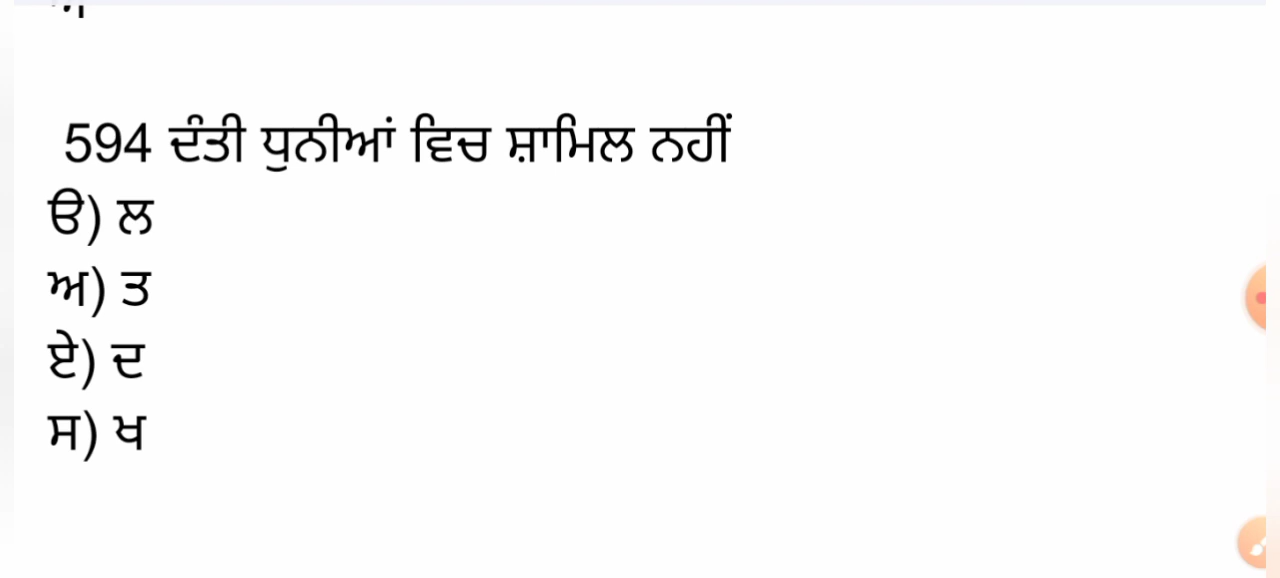 594 ਦੰਤੀ ਧੁਨੀਆਂ ਵਿਚ ਸ਼ਾਮਿਲ ਨਹੀਂ
ੳ) ਲ
ਅ) ਤ
ੲੇ) ਦ
ਸ) ਖ